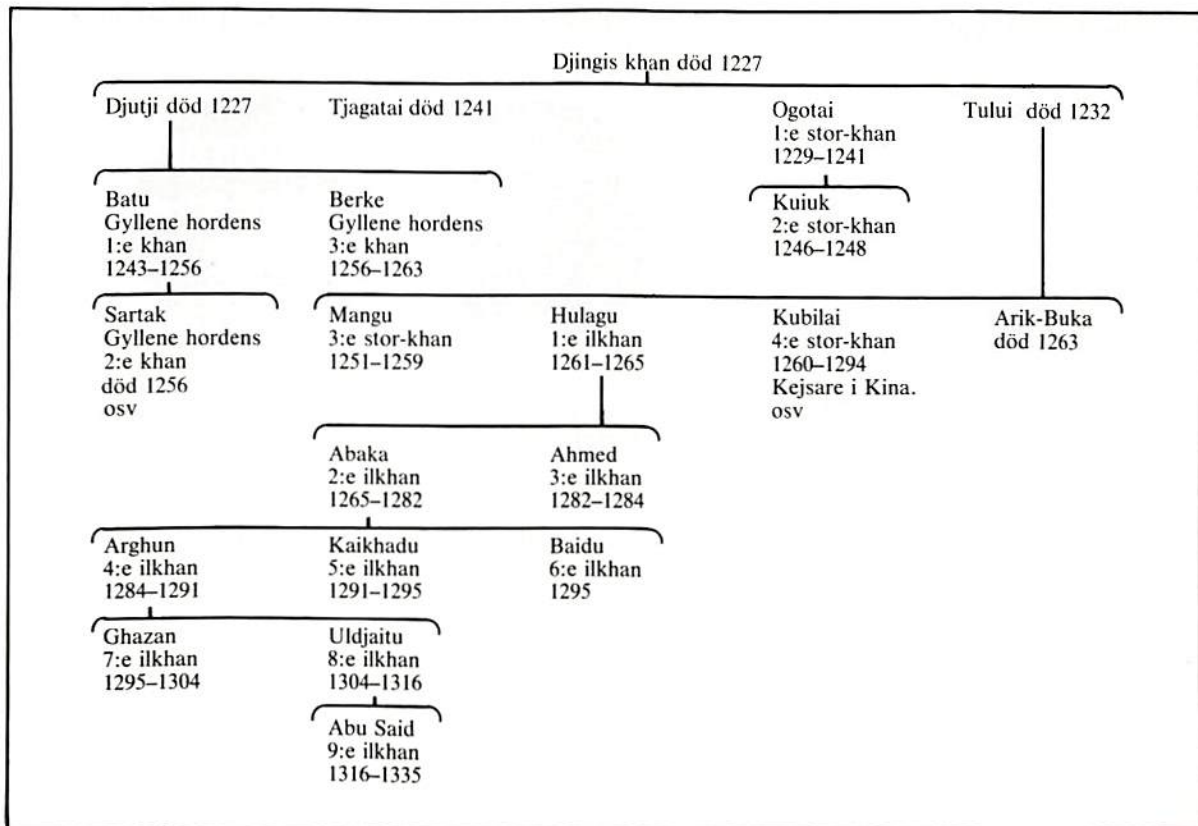 Djingis khan död 1227
Djutji död 1227
Tjagatai död 1241
Ogotai
1:e stor-khan
1229–1241
Tului död 1232
Batu
Gyllene hordens
1:e khan
1243–1256
Berke
Gyllene hordens
3:e khan
1256–1263
Kuiuk
2:e stor-khan
1246–1248
Sartak
Gyllene hordens
2:e khan
död 1256
osv
Mangu
3:e stor-khan
1251–1259
Hulagu
1:e ilkhan
1261–1265
Kubilai
4:e stor-khan
1260–1294
Kejsare i Kina.
osv
Arik-Buka
död 1263
Abaka
2:e ilkhan
1265–1282
Ahmed
3:e ilkhan
1282–1284
Arghun
4:e ilkhan
1284–1291
Kaikhadu
5:e ilkhan
1291–1295
Baidu
6:e ilkhan
1295
Ghazan
7:e ilkhan
1295–1304
Uldjaitu
8:e ilkhan
1304–1316
Abu Said
9:e ilkhan
1316–1335